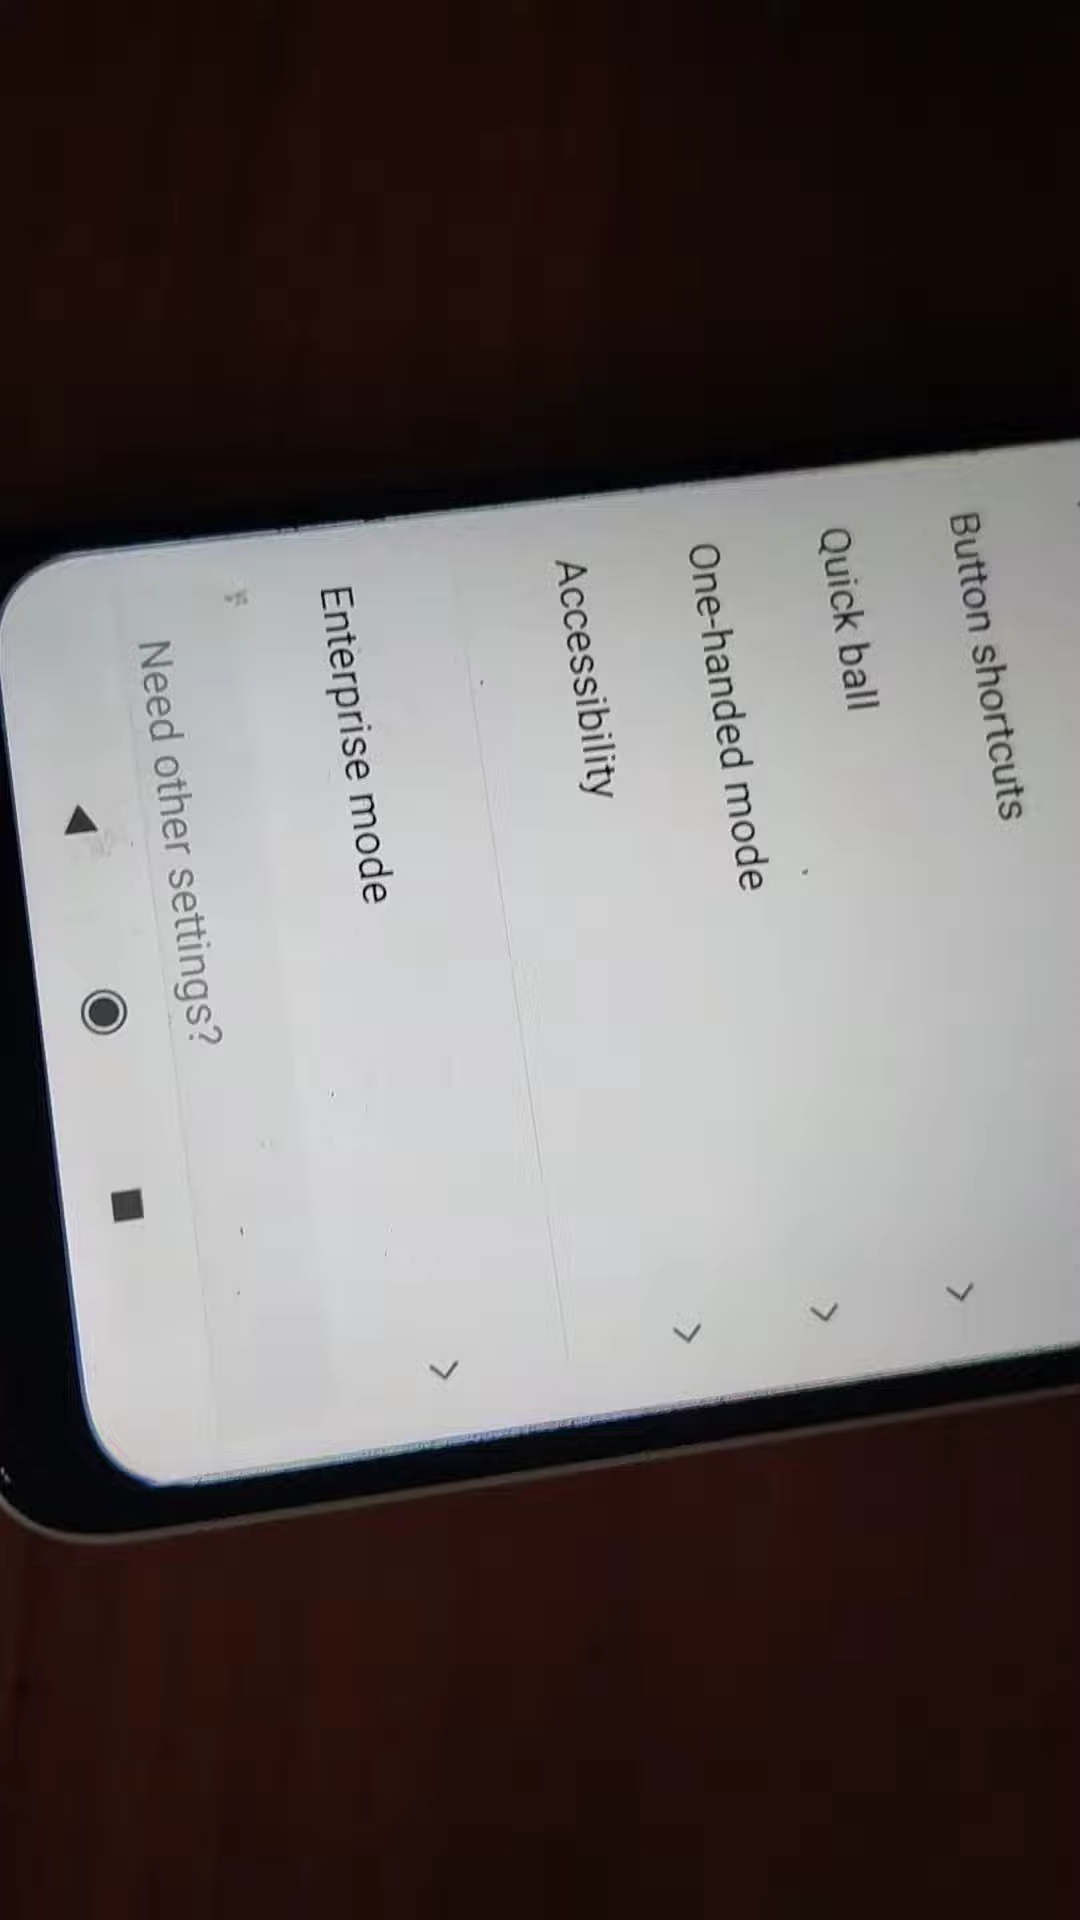 Button shortcuts
Quick ball
One-handed mode
Accessibility
Enterprise mode
Need other settings?